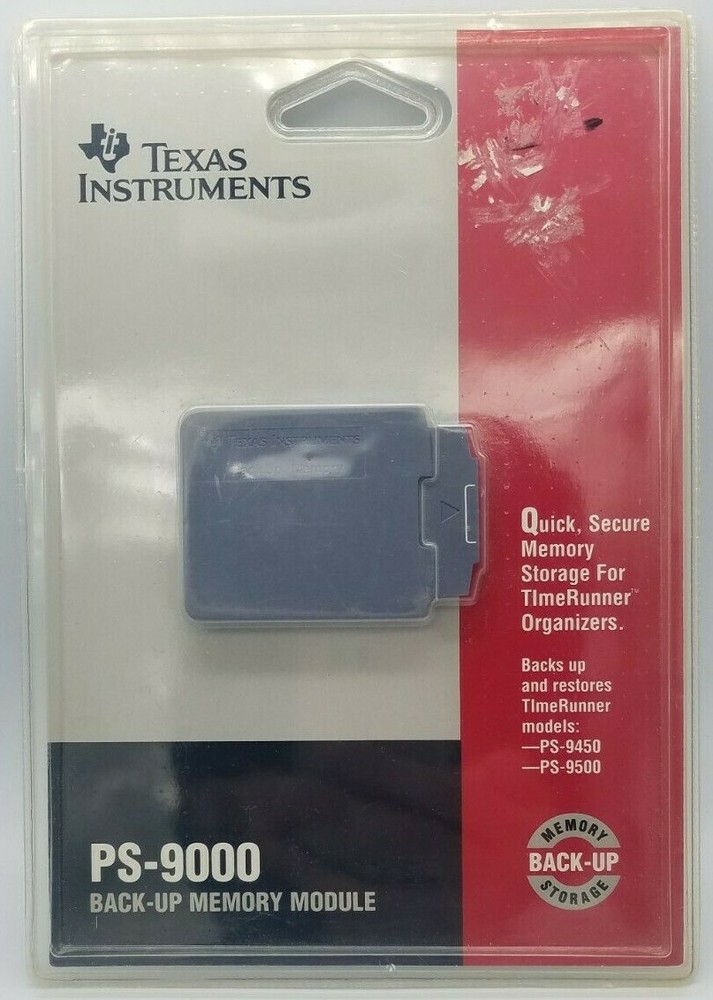 TEXAS
INSTRUMENTS
TEXAS INSTRUMENTS
Quick, Secure
Memory
Storage For
TImeRunner™
Organizers.
Backs up
and restores
TImeRunner
models:
—PS-9450
—PS-9500
MEMORY
BACK-UP
STORAGE
PS-9000
BACK-UP MEMORY MODULE